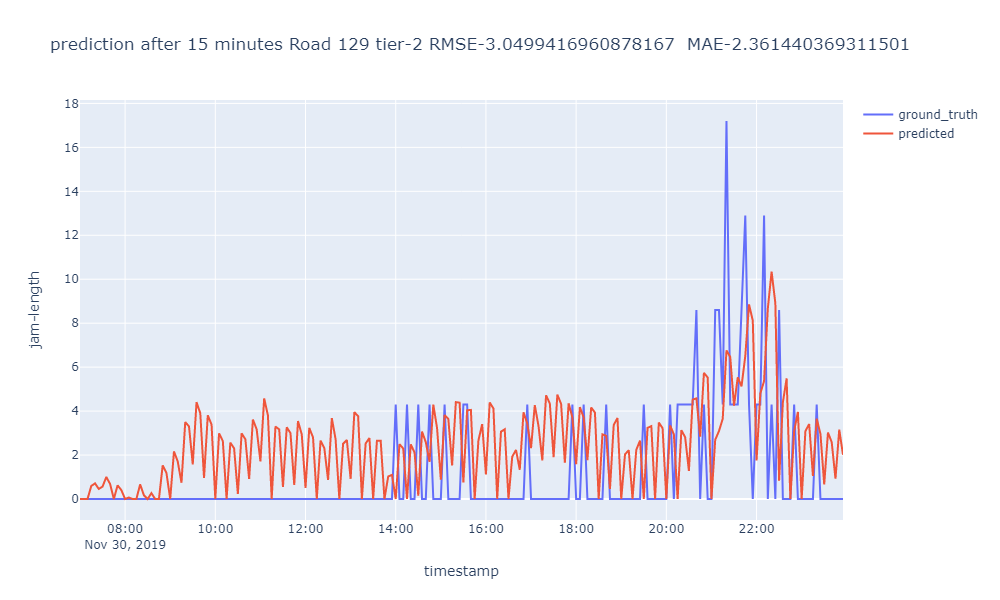 prediction after 15 minutes Road 129 tier-2 RMSE-3.0499416960878167  MAE-2.361440369311501
ground_truth
predicted
18
16
14
12
10
8
6
4
2
0
jam-length
08:00 10:00 12:00 14:00 16:00 18:00 20:00 22:00
Nov 30, 2019
timestamp